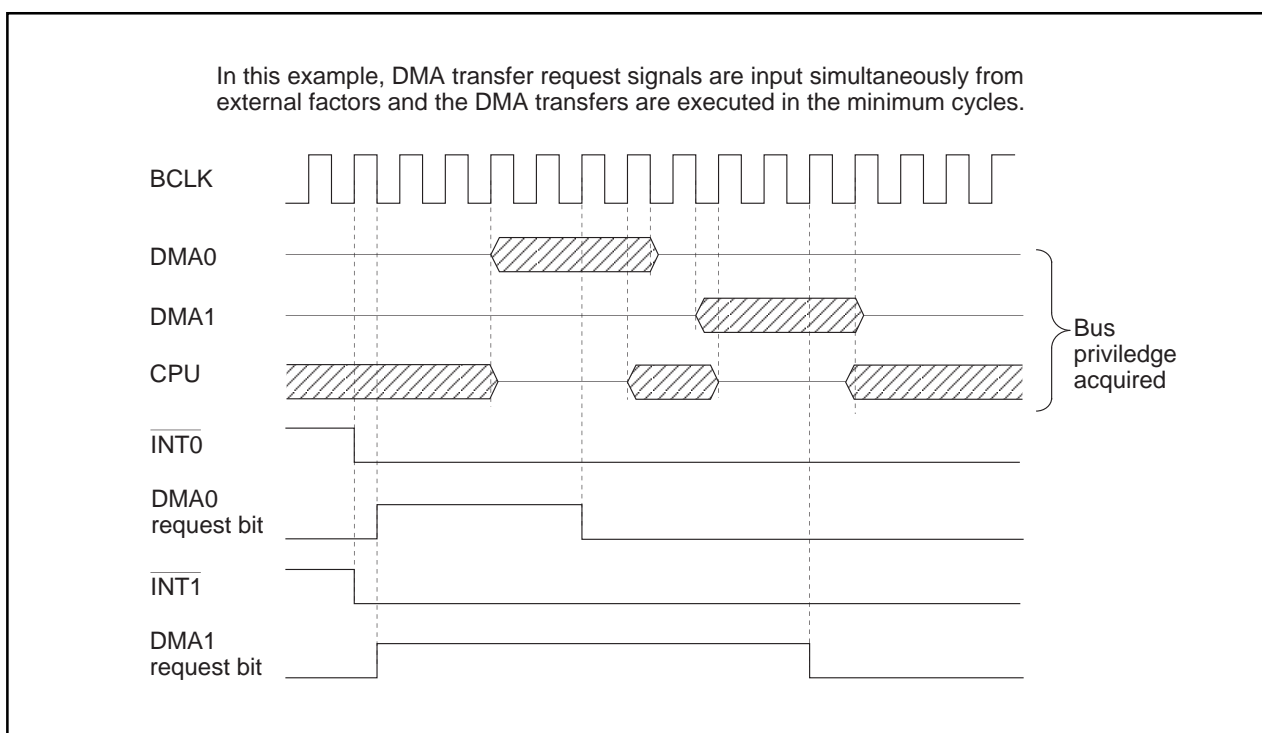 In this example, DMA transfer request signals are input simultaneously from
external factors and the DMA transfers are executed in the minimum cycles.
BCLK
DMA0
DMA1
CPU
Bus
priviledge
acquired
INT0
DMA0
request bit
INT1
DMA1
request bit